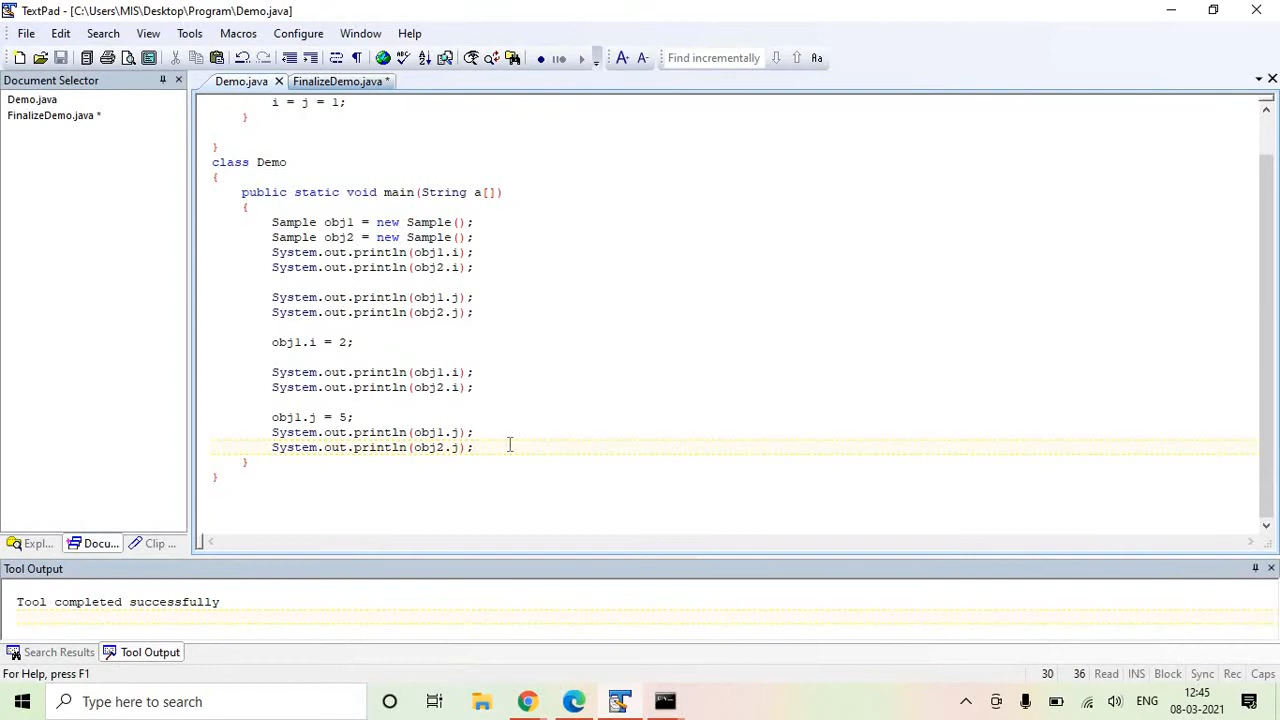 TextPad - [C:\Users\MIS\Desktop\Program\Demo.java]
File Edit Search View Tools Macros Configure Window Help
Find incrementally
Document Selector
Demo.java
FinalizeDemo.java *
Demo.java
FinalizeDemo.java *
i = j = 1;
}
}
class Demo
{
public static void main(String a[])
{
Sample obj1 = new Sample();
Sample obj2 = new Sample();
System.out.println(obj1.i);
System.out.println(obj2.i);
System.out.println(obj1.j);
System.out.println(obj2.j);
obj1.i = 2;
System.out.println(obj1.i);
System.out.println(obj2.i);
obj1.j = 5;
System.out.println(obj1.j);
System.out.println(obj2.j);
}
}
Expl... Docu... Clip ...
Tool Output
Tool completed successfully
Search Results Tool Output
For Help, press F1
30 36 Read INS Block Sync Rec Caps
Type here to search
ENG
12:45
08-03-2021